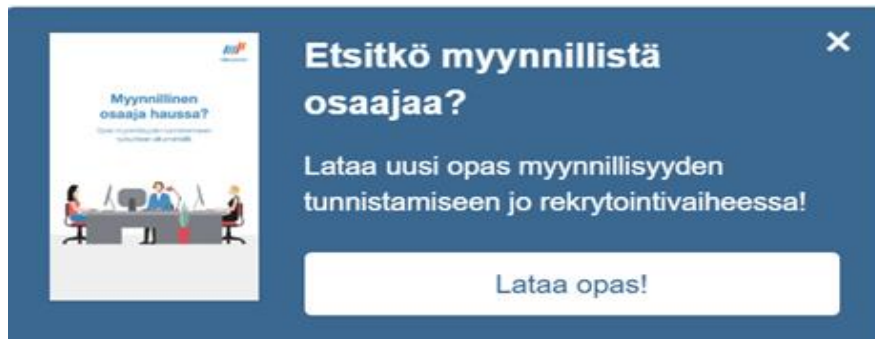 Myynnillinen
osaaja haussa?
Etsitkö myynnillistä
osaajaa?
Lataa uusi opas myynnillisyyden
tunnistamiseen jo rekrytointivaiheessa!
Lataa opas!